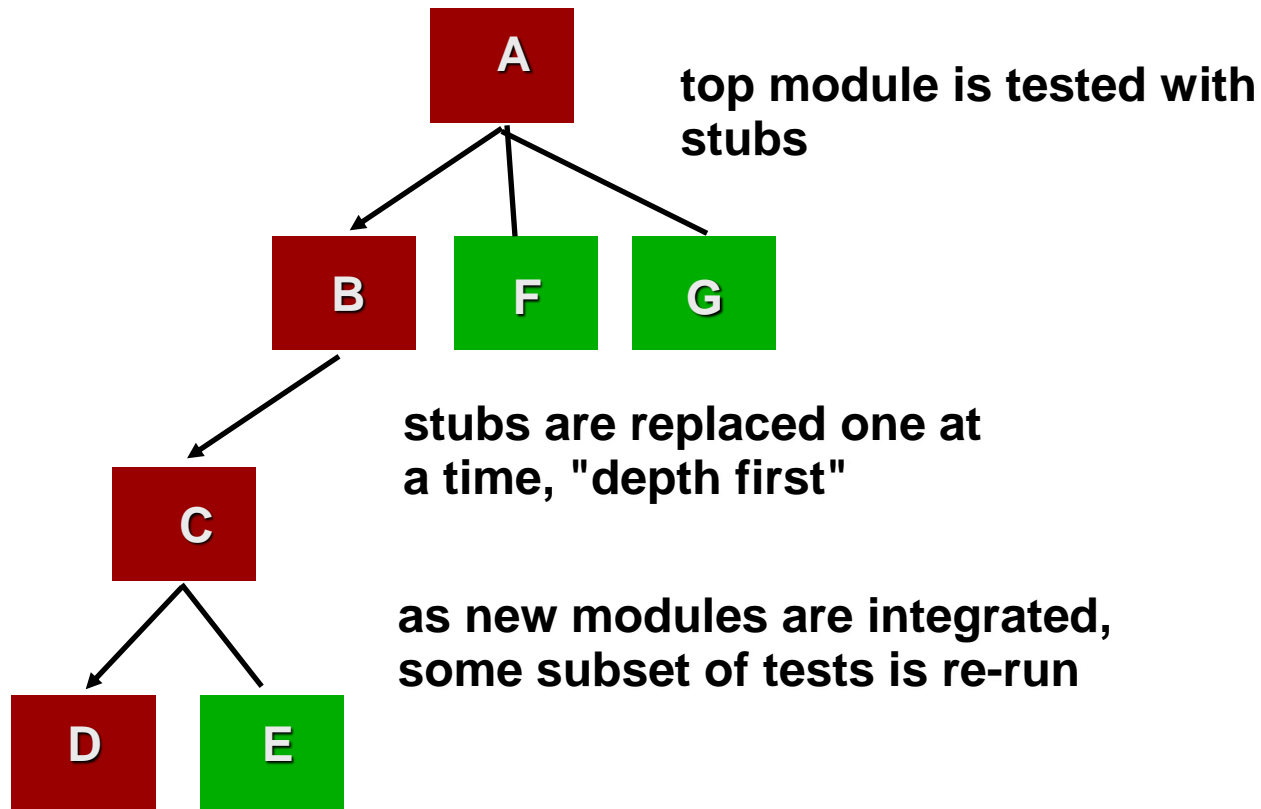 A
top module is tested with
stubs
B
F
G
stubs are replaced one at
a time, "depth first"
C
as new modules are integrated,
some subset of tests is re-run
D
E